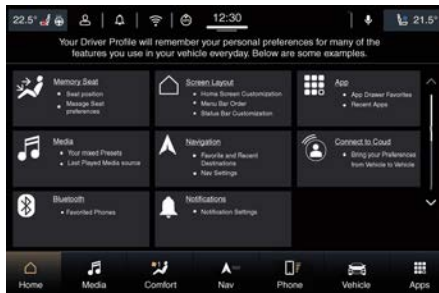 22.5°
12:30
21.5°
Your Driver Profile will remember your personal preferences for many of the
features you use in your vehicle everyday. Below are some examples.
Memory Seat
• Seat position
• Massage Seat
preferences
Screen Layout
• Home Screen Customization
• Menu Bar Order
• Status Bar Customization
App
• App Drawer Favorites
• Recent Apps
Media
• Your mixed Presets
• Last Played Media source
Navigation
• Favorite and Recent
Destinations
• Nav Settings
Connect to Coud
• Bring your Preferences
from Vehicle to Vehicle
Bluetooth
• Favorited Phones
Notifications
• Notification Settings
Home
Media
Comfort
Nav
Phone
Vehicle
Apps